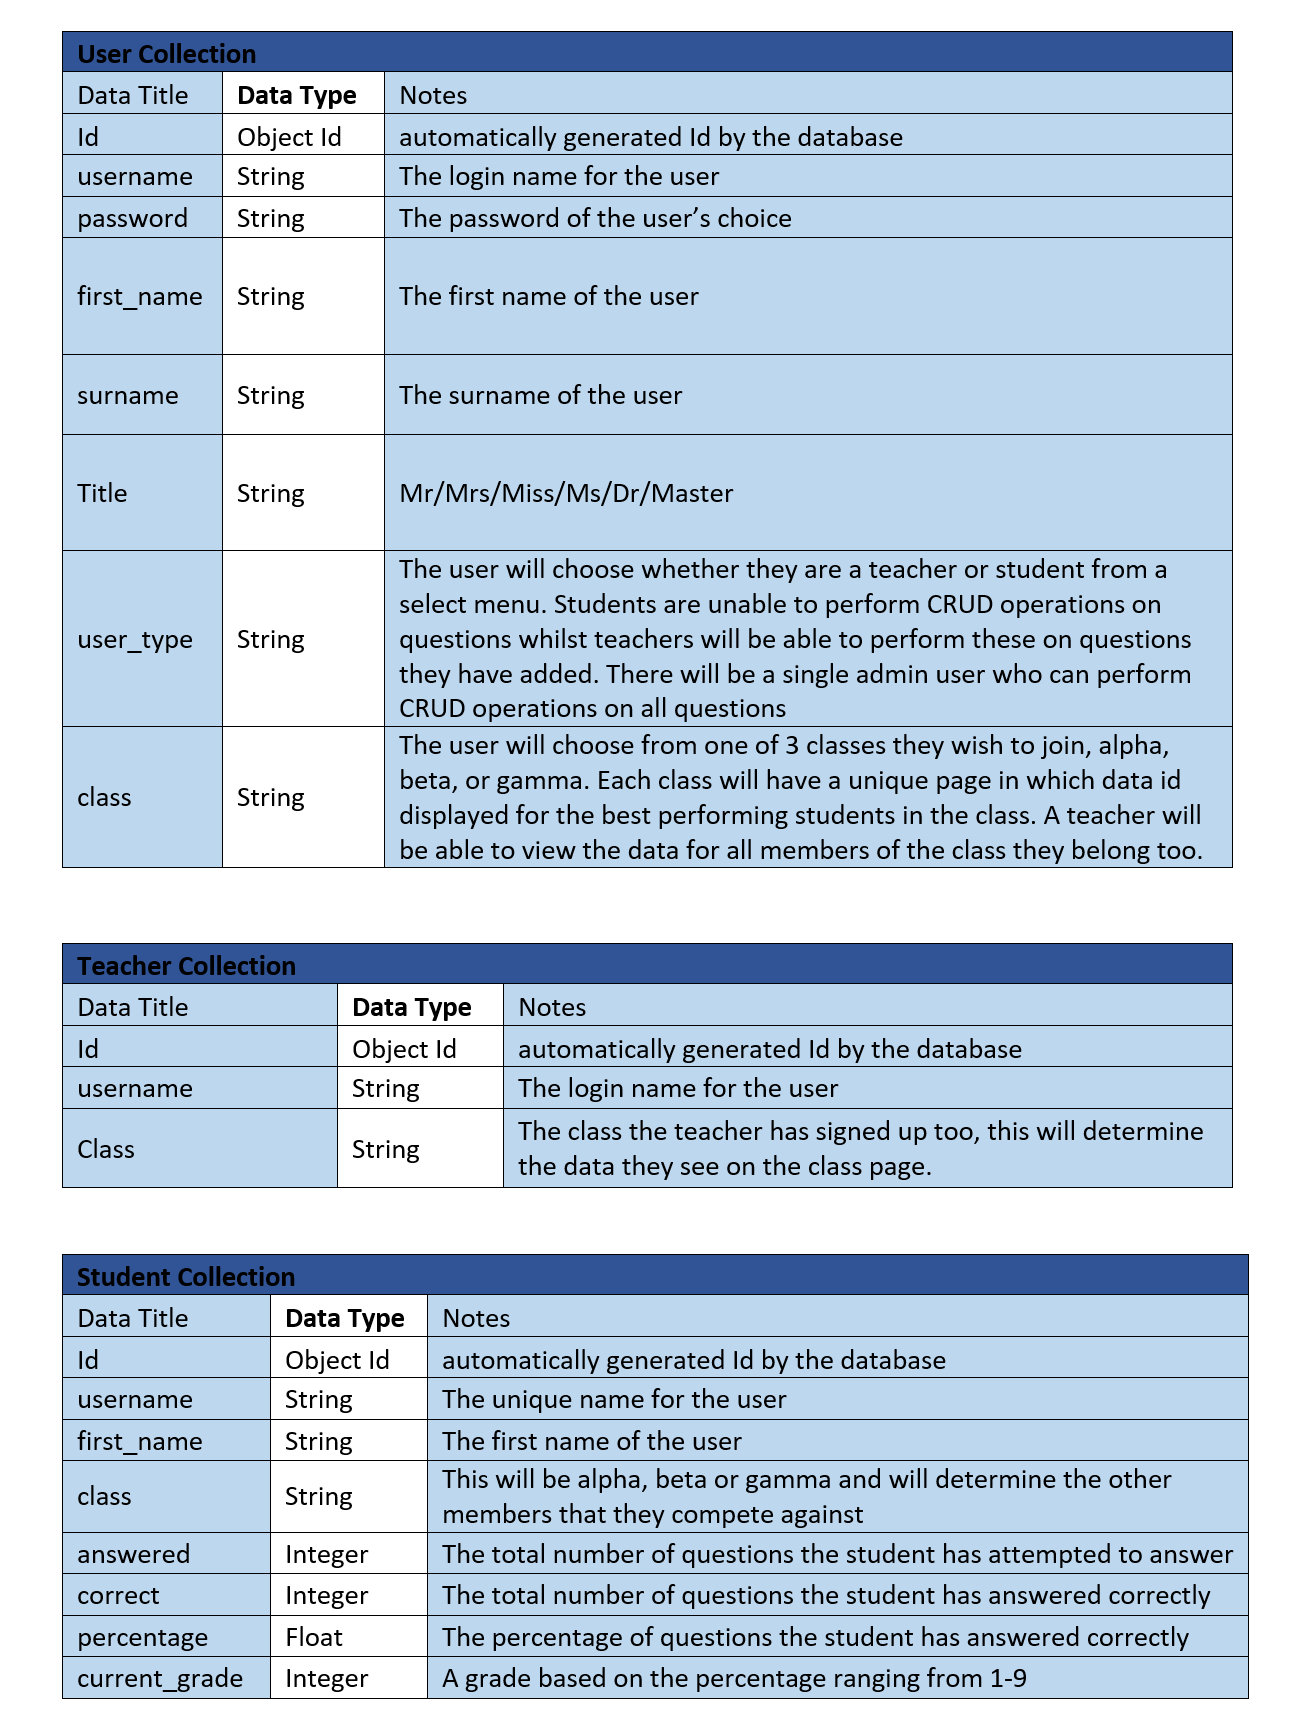 User Collection
Data Title Data Type Notes
Id Object Id automatically generated Id by the database
username String The login name for the user
password String The password of the user’s choice
first_name String The first name of the user
surname String The surname of the user
Title String Mr/Mrs/Miss/Ms/Dr/Master
user_type String The user will choose whether they are a teacher or student from a
select menu. Students are unable to perform CRUD operations on
questions whilst teachers will be able to perform these on questions
they have added. There will be a single admin user who can perform
CRUD operations on all questions
class String The user will choose from one of 3 classes they wish to join, alpha,
beta, or gamma. Each class will have a unique page in which data id
displayed for the best performing students in the class. A teacher will
be able to view the data for all members of the class they belong too.
Teacher Collection
Data Title Data Type Notes
Id Object Id automatically generated Id by the database
username String The login name for the user
Class String The class the teacher has signed up too, this will determine
the data they see on the class page.
Student Collection
Data Title Data Type Notes
Id Object Id automatically generated Id by the database
username String The unique name for the user
first_name String The first name of the user
class String This will be alpha, beta or gamma and will determine the other
members that they compete against
answered Integer The total number of questions the student has attempted to answer
correct Integer The total number of questions the student has answered correctly
percentage Float The percentage of questions the student has answered correctly
current_grade Integer A grade based on the percentage ranging from 1-9